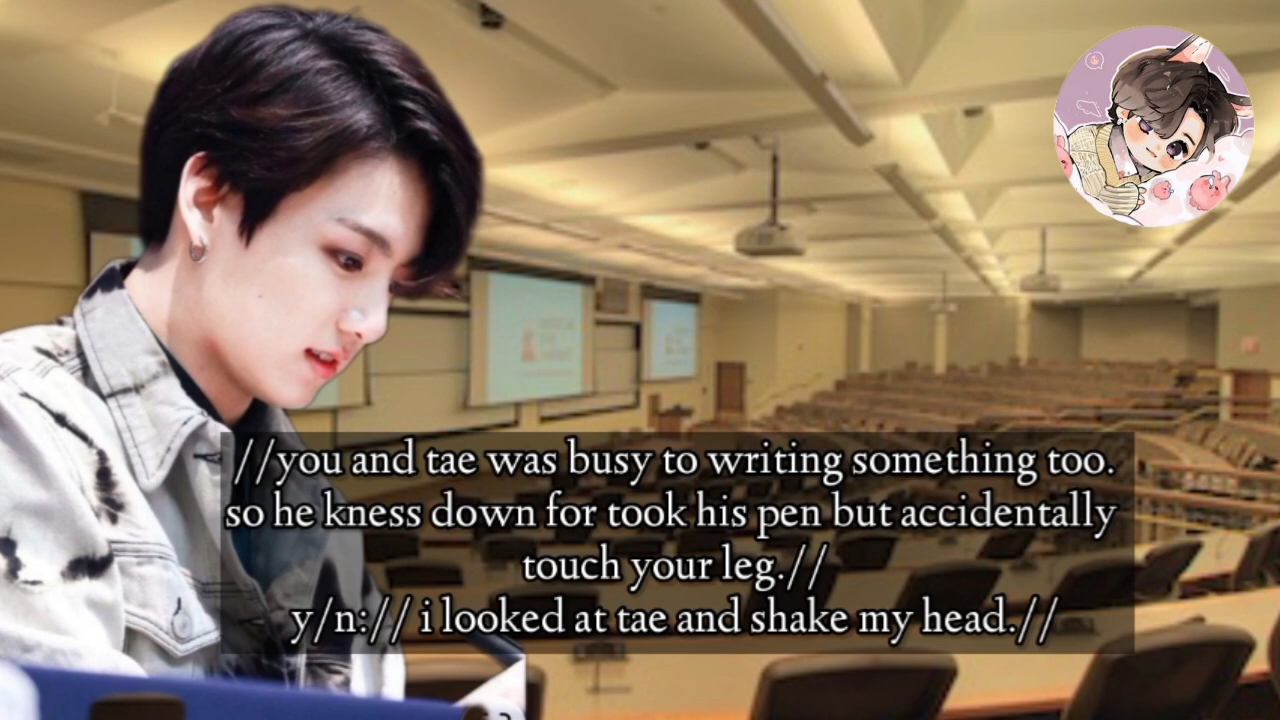 //you and tae was busy to writing something too.
so he kness down for took his pen but accidentally
touch your leg.//
y/n:// i looked at tae and shake my head.//